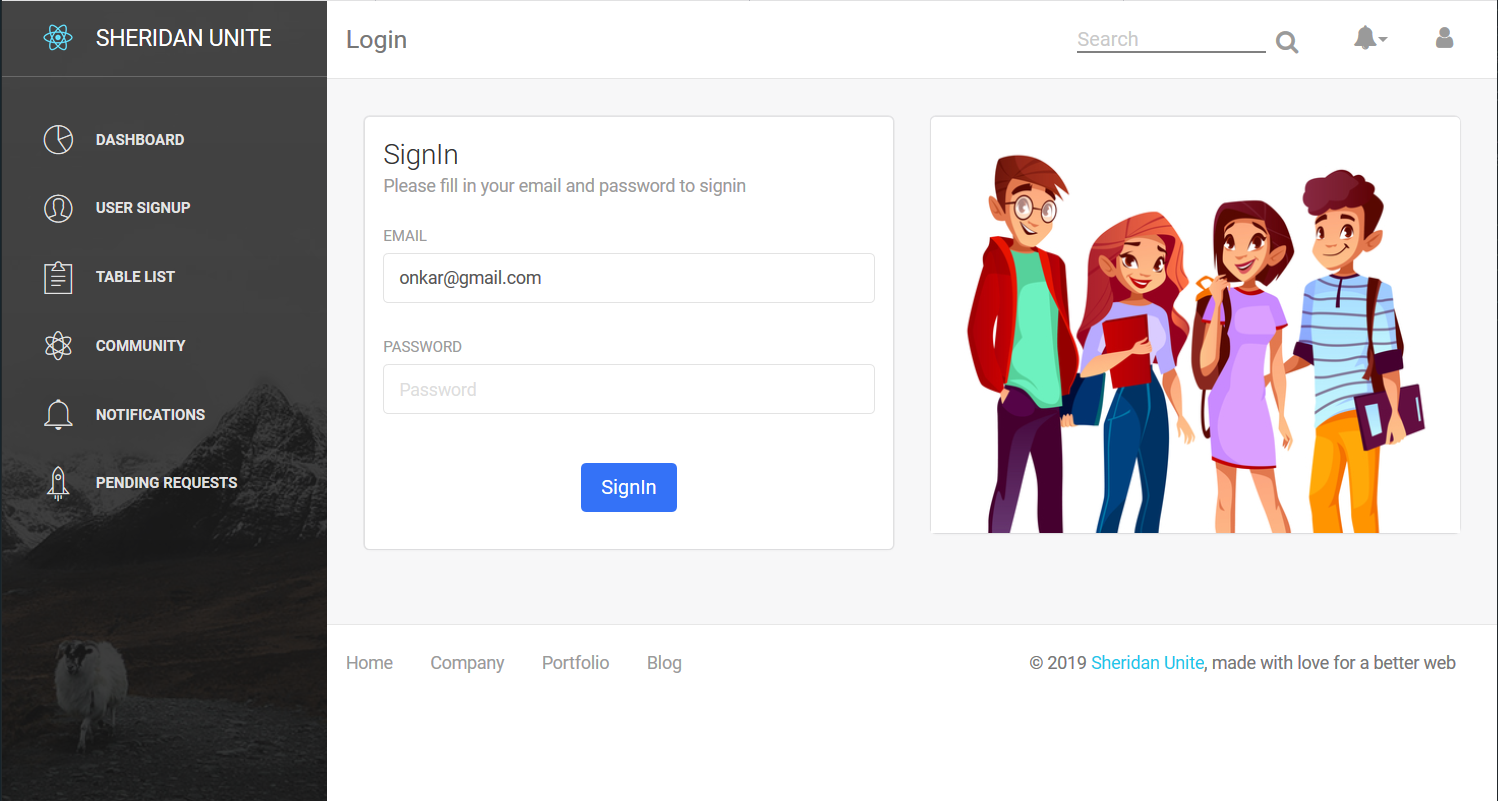 SHERIDAN UNITE
DASHBOARD
USER SIGNUP
TABLE LIST
COMMUNITY
NOTIFICATIONS
PENDING REQUESTS
Login
Search
SignIn
Please fill in your email and password to signin
EMAIL
onkar@gmail.com
PASSWORD
Password
SignIn
Home Company Portfolio Blog
© 2019 Sheridan Unite, made with love for a better web